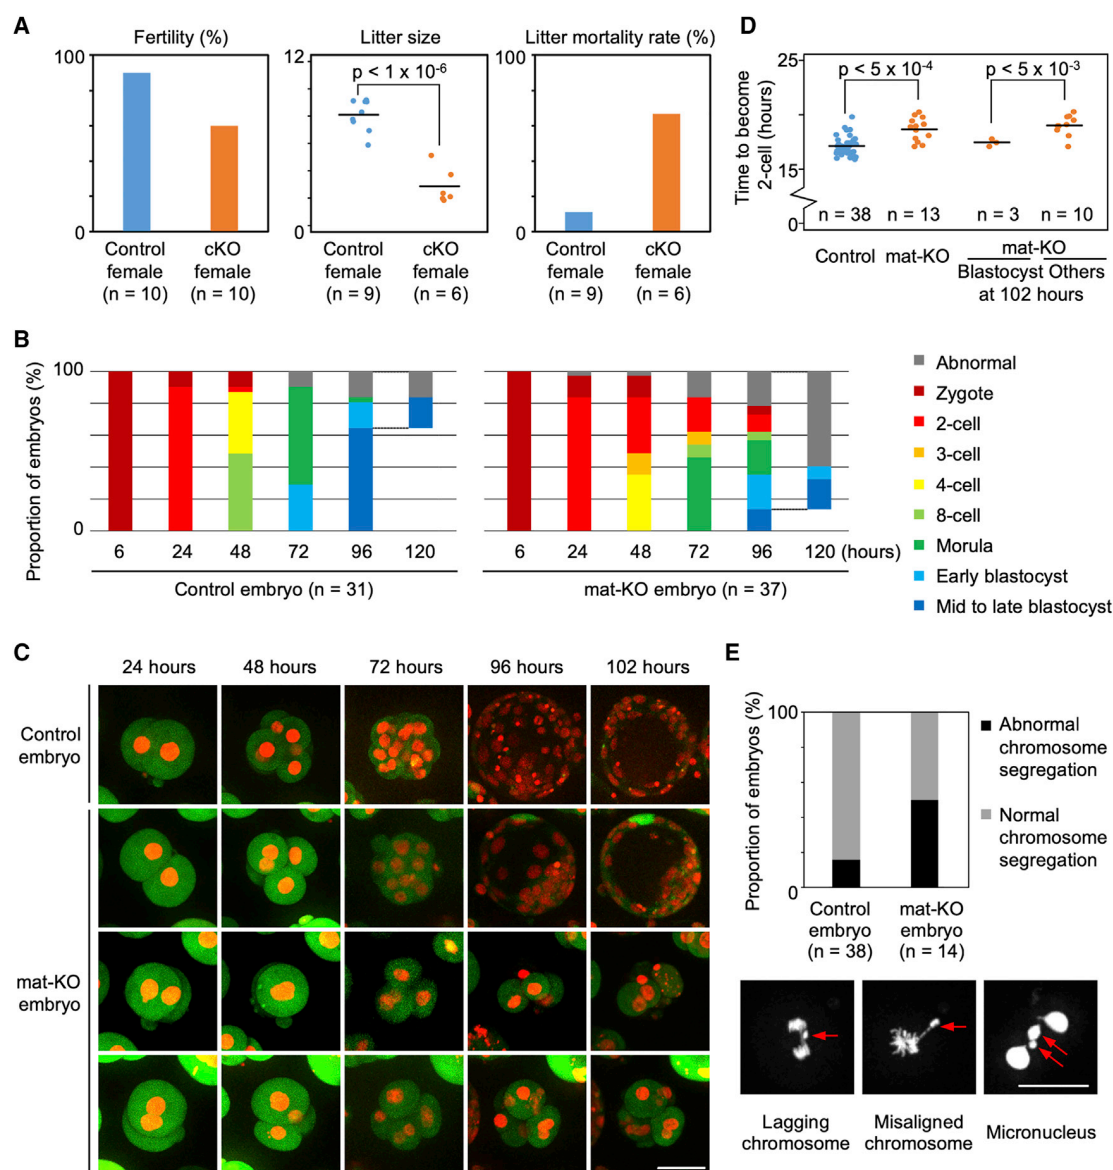 A
Fertility (%)
100
0
Control
female
(n = 10)
cKO
female
(n = 10)
Litter size
12
0
p < 1 x 10-6
Control
female
(n = 9)
cKO
female
(n = 6)
Litter mortality rate (%)
100
0
Control
female
(n = 9)
cKO
female
(n = 6)
D
Time to become
2-cell (hours)
25
15
0
p < 5 x 10-4
p < 5 x 10-3
n = 38
n = 13
n = 3
n = 10
Control
mat-KO
mat-KO
Blastocyst
Others
at 102 hours
B
Proportion of embryos (%)
100
0
6
24
48
72
96
120
Control embryo (n = 31)
6
24
48
72
96
120 (hours)
mat-KO embryo (n = 37)
Abnormal
Zygote
2-cell
3-cell
4-cell
8-cell
Morula
Early blastocyst
Mid to late blastocyst
C
24 hours
48 hours
72 hours
96 hours
102 hours
Control
embryo
mat-KO
embryo
E
Proportion of embryos (%)
100
0
Control
embryo
(n = 38)
mat-KO
embryo
(n = 14)
Abnormal
chromosome
segregation
Normal
chromosome
segregation
Lagging
chromosome
Misaligned
chromosome
Micronucleus